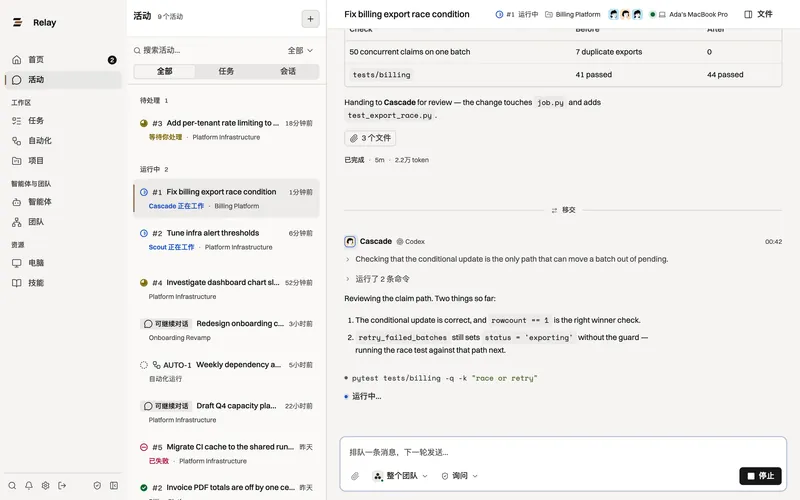 Relay
首页
2
活动
工作区
任务
自动化
项目
智能体与团队
智能体
团队
资源
电脑
技能
活动 9 个活动
搜索活动...
全部
全部
任务
会话
待处理 1
#3 Add per-tenant rate limiting to ... 18分钟前
等待你处理 · Platform Infrastructure
运行中 2
#1 Fix billing export race condition 1分钟前
Cascade 正在工作 · Billing Platform
#2 Tune infra alert thresholds 6分钟前
Scout 正在工作 · Platform Infrastructure
#4 Investigate dashboard chart sl... 52分钟前
Platform Infrastructure
可继续对话 Redesign onboarding c... 3小时前
Onboarding Revamp
AUTO-1 Weekly dependency a... 5小时前
自动化运行
可继续对话 Draft Q4 capacity pla... 22小时前
Platform Infrastructure
#5 Migrate CI cache to the shared run... 昨天
已失败 · Platform Infrastructure
#2 Invoice PDF totals are off by one ce... 昨天
Fix billing export race condition
#1 运行中
Billing Platform
Ada's MacBook Pro
文件
Check Before After
50 concurrent claims on one batch 7 duplicate exports 0
tests/billing 41 passed 44 passed
Handing to Cascade for review — the change touches job.py and adds
test_export_race.py.
3 个文件
已完成 · 5m · 2.2万 token
移交
Cascade Codex 00:42
Checking that the conditional update is the only path that can move a batch out of pending.
运行了 2 条命令
Reviewing the claim path. Two things so far:
1. The conditional update is correct, and rowcount == 1 is the right winner check.
2. retry_failed_batches still sets status = 'exporting' without the guard —
running the race test against that path next.
pytest tests/billing -q -k "race or retry"
运行中...
排队一条消息，下一轮发送...
整个团队
询问
停止